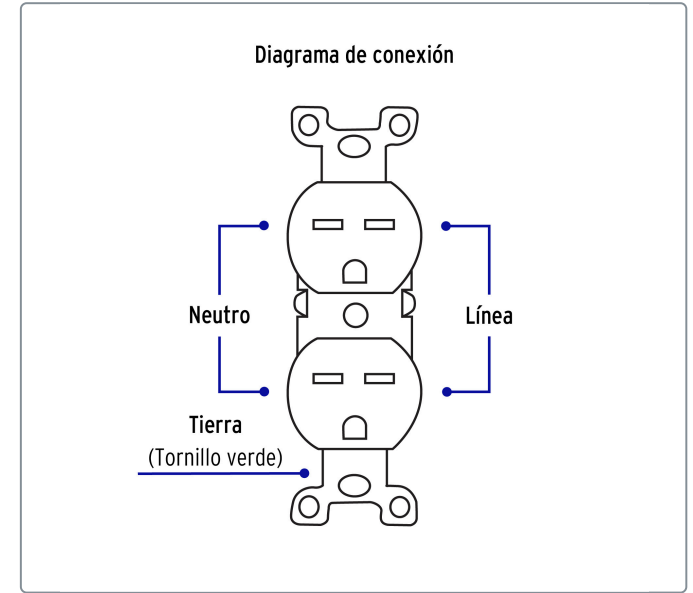 Diagrama de conexión
Neutro
Línea
Tierra
(Tornillo verde)